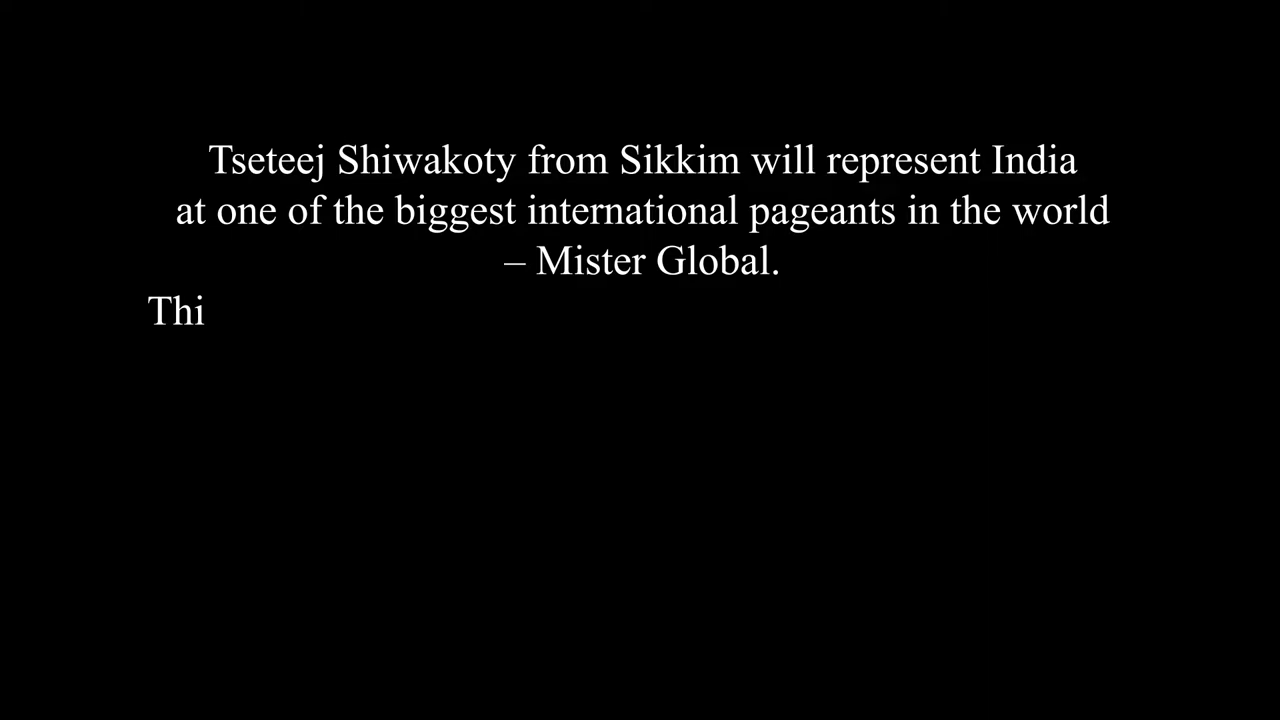 Tseteej Shiwakoty from Sikkim will represent India
at one of the biggest international pageants in the world
– Mister Global.
Thi